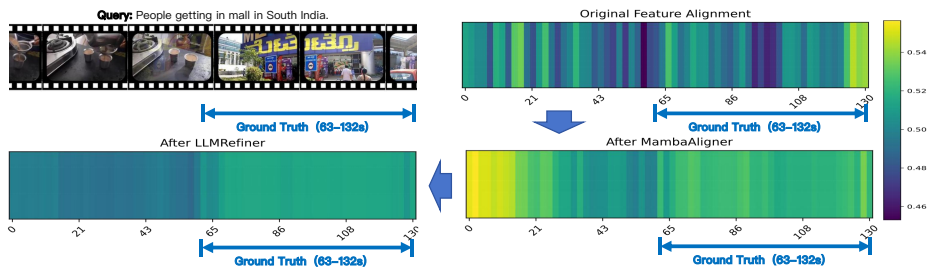 Query: People getting in mall in South India.
Ground Truth (63–132s)
Original Feature Alignment
0 21 43 65 86 108 130
Ground Truth (63–132s)
0.54
0.52
0.50
0.48
0.46
After LLMRefiner
0 21 43 65 86 108 130
Ground Truth (63–132s)
After MambaAligner
0 21 43 65 86 108 130
Ground Truth (63–132s)